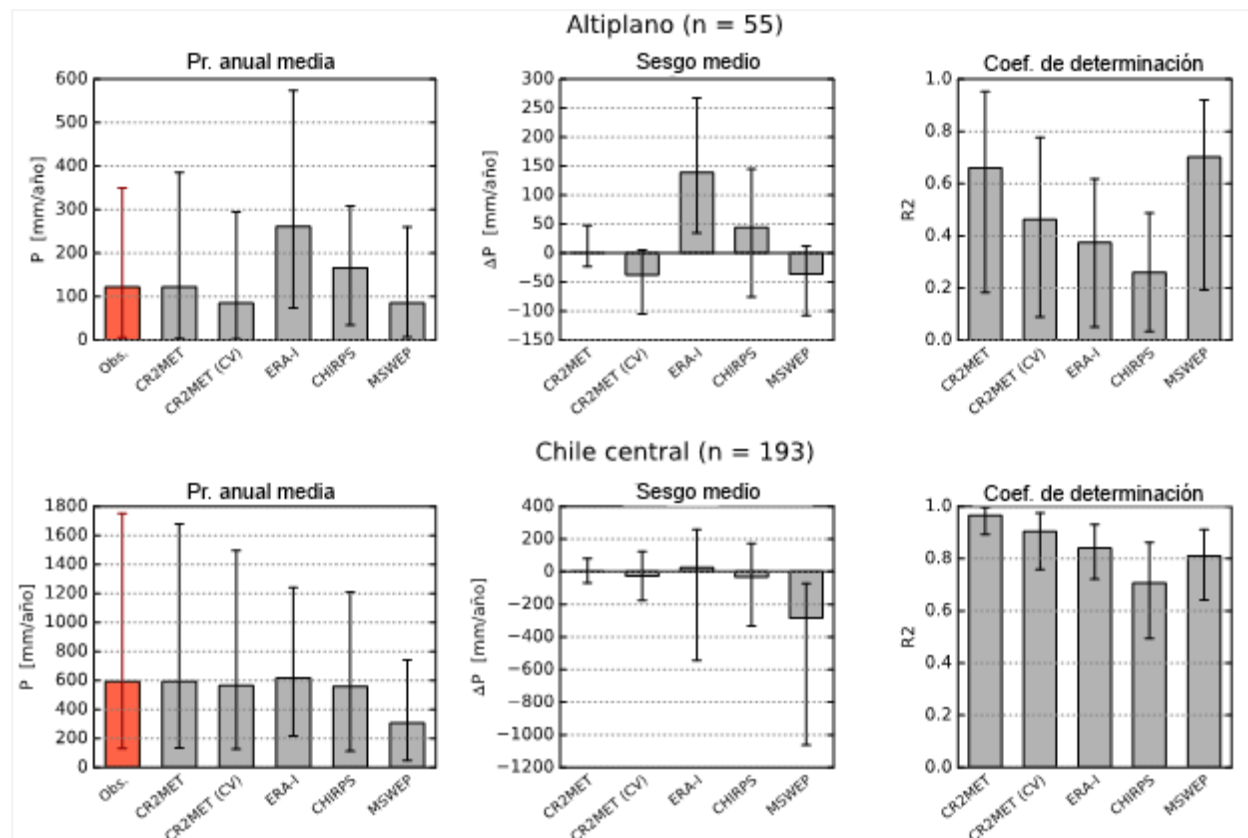 Altiplano (n = 55)
Pr. anual media
Sesgo medio
Coef. de determinación
P [mm/año]
600
500
400
300
200
100
0
Obs.
CR2MET
CR2MET (CV)
ERA-I
CHIRPS
MSWEP
ΔP [mm/año]
300
250
200
150
100
50
0
−50
−100
−150
CR2MET
CR2MET (CV)
ERA-I
CHIRPS
MSWEP
R2
1.0
0.8
0.6
0.4
0.2
0.0
CR2MET
CR2MET (CV)
ERA-I
CHIRPS
MSWEP
Chile central (n = 193)
Pr. anual media
Sesgo medio
Coef. de determinación
P [mm/año]
1800
1600
1400
1200
1000
800
600
400
200
0
Obs.
CR2MET
CR2MET (CV)
ERA-I
CHIRPS
MSWEP
ΔP [mm/año]
400
200
0
−200
−400
−600
−800
−1000
−1200
CR2MET
CR2MET (CV)
ERA-I
CHIRPS
MSWEP
R2
1.0
0.8
0.6
0.4
0.2
0.0
CR2MET
CR2MET (CV)
ERA-I
CHIRPS
MSWEP